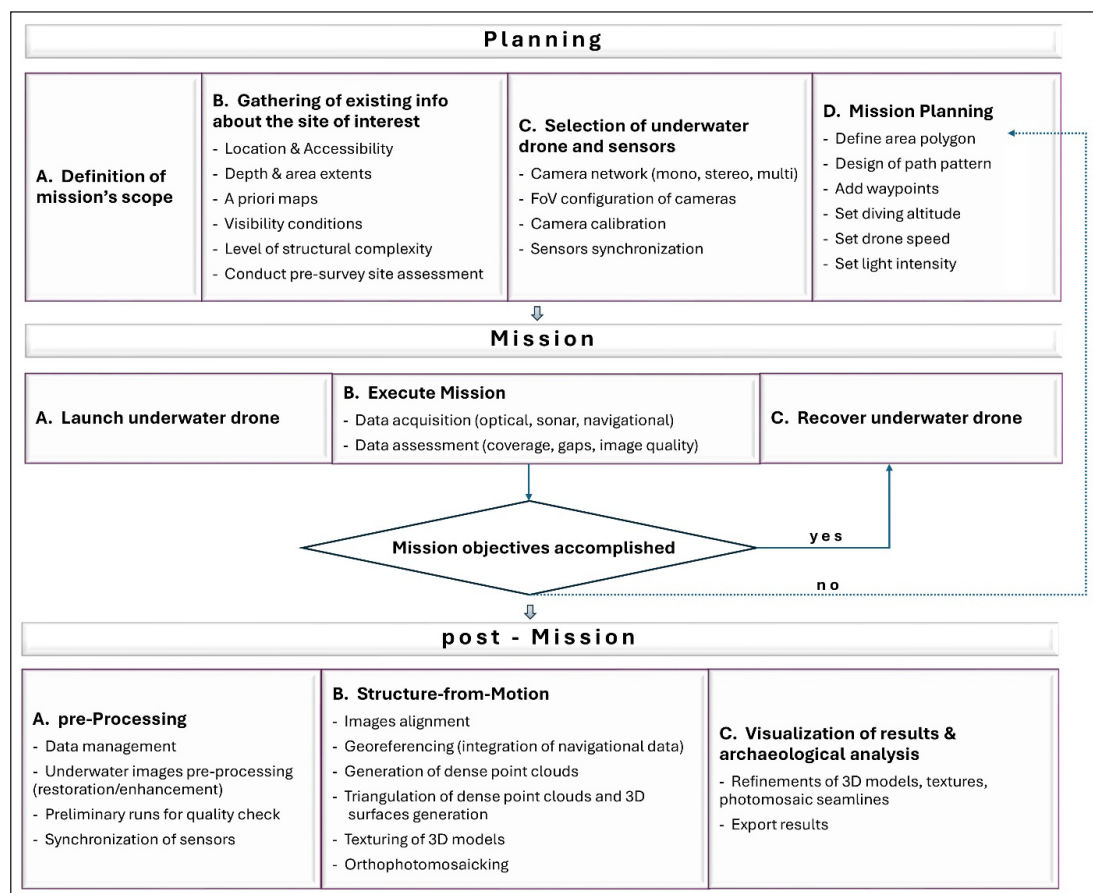 Planning
A. Definition of
mission's scope
B. Gathering of existing info
about the site of interest
- Location & Accessibility
- Depth & area extents
- A priori maps
- Visibility conditions
- Level of structural complexity
- Conduct pre-survey site assessment
C. Selection of underwater
drone and sensors
- Camera network (mono, stereo, multi)
- FoV configuration of cameras
- Camera calibration
- Sensors synchronization
D. Mission Planning
- Define area polygon
- Design of path pattern
- Add waypoints
- Set diving altitude
- Set drone speed
- Set light intensity
Mission
A. Launch underwater drone
B. Execute Mission
- Data acquisition (optical, sonar, navigational)
- Data assessment (coverage, gaps, image quality)
C. Recover underwater drone
Mission objectives accomplished
yes
no
post - Mission
A. pre-Processing
- Data management
- Underwater images pre-processing
(restoration/enhancement)
- Preliminary runs for quality check
- Synchronization of sensors
B. Structure-from-Motion
- Images alignment
- Georeferencing (integration of navigational data)
- Generation of dense point clouds
- Triangulation of dense point clouds and 3D
surfaces generation
- Texturing of 3D models
- Orthophotomosaicking
C. Visualization of results &
archaeological analysis
- Refinements of 3D models, textures,
photomosaic seamlines
- Export results